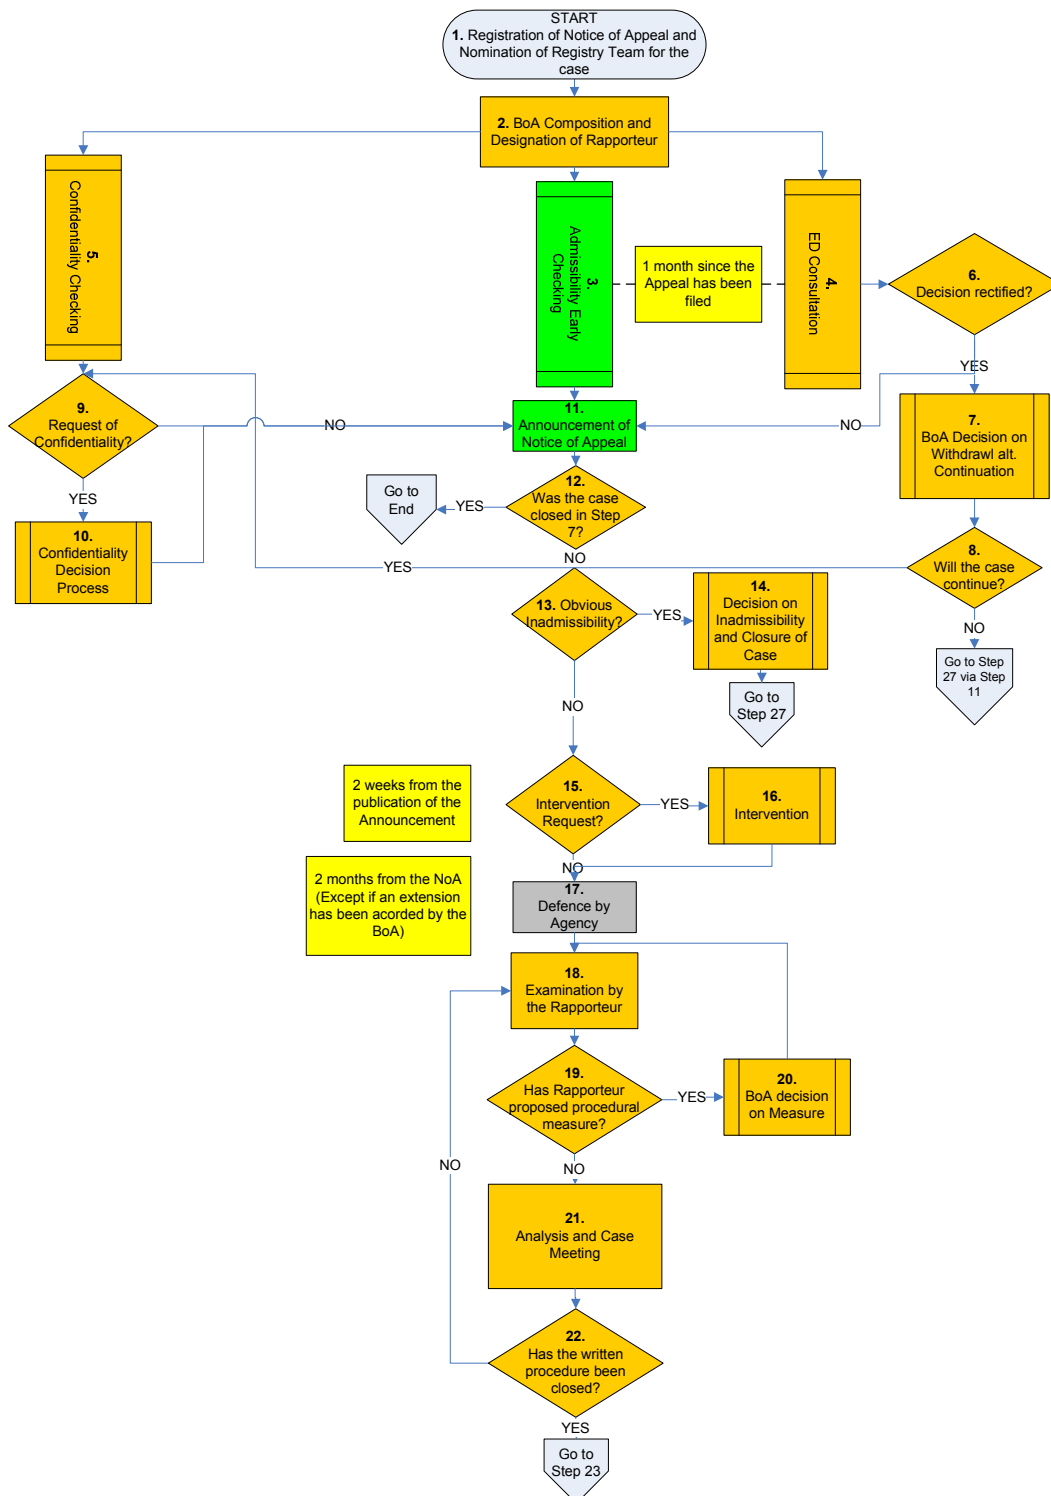 START
1. Registration of Notice of Appeal and
Nomination of Registry Team for the
case
2. BoA Composition and
Designation of Rapporteur
5.
Confidentiality Checking
3.
Admissibility Early
Checking
1 month since the
Appeal has been
filed
4.
ED Consultation
6.
Decision rectified?
YES
NO
9.
Request of
Confidentiality?
NO
YES
10.
Confidentiality
Decision
Process
11.
Announcement of
Notice of Appeal
7.
BoA Decision on
Withdrawl alt.
Continuation
Go to
End
YES
12.
Was the case
closed in Step
7?
NO
YES
8.
Will the case
continue?
NO
Go to Step
27 via Step
11
13. Obvious
Inadmissibility?
YES
14.
Decision on
Inadmissibility
and Closure of
Case
Go to
Step 27
NO
2 weeks from the
publication of the
Announcement
15.
Intervention
Request?
YES
16.
Intervention
NO
2 months from the NoA
(Except if an extension
has been acorded by the
BoA)
17.
Defence by
Agency
18.
Examination by
the Rapporteur
19.
Has Rapporteur
proposed procedural
measure?
YES
20.
BoA decision
on Measure
NO
NO
21.
Analysis and Case
Meeting
22.
Has the written
procedure been
closed?
YES
Go to
Step 23